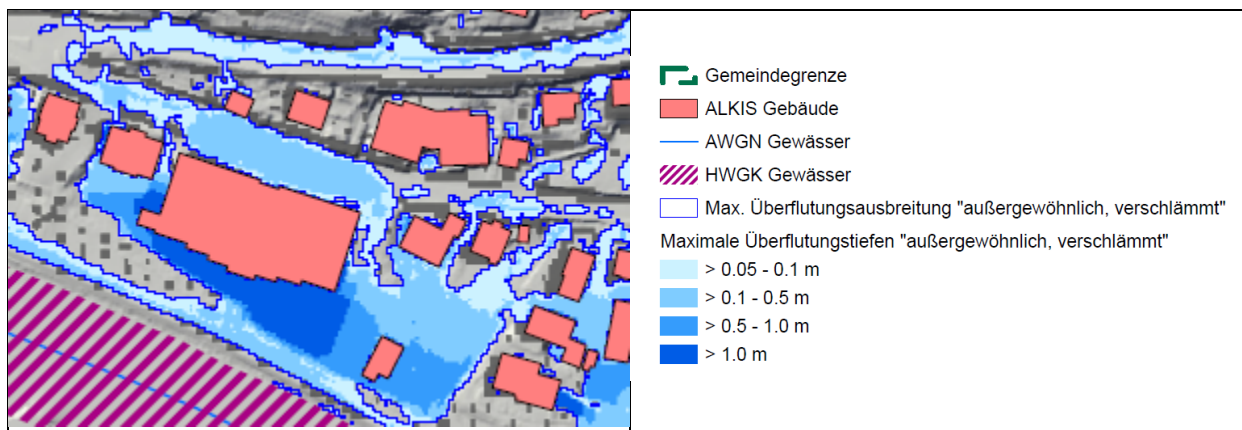 Gemeindegrenze
ALKIS Gebäude
AWGN Gewässer
HWGK Gewässer
Max. Überflutungsausbreitung "außergewöhnlich, verschlämmt"
Maximale Überflutungstiefen "außergewöhnlich, verschlämmt"
> 0.05 - 0.1 m
> 0.1 - 0.5 m
> 0.5 - 1.0 m
> 1.0 m